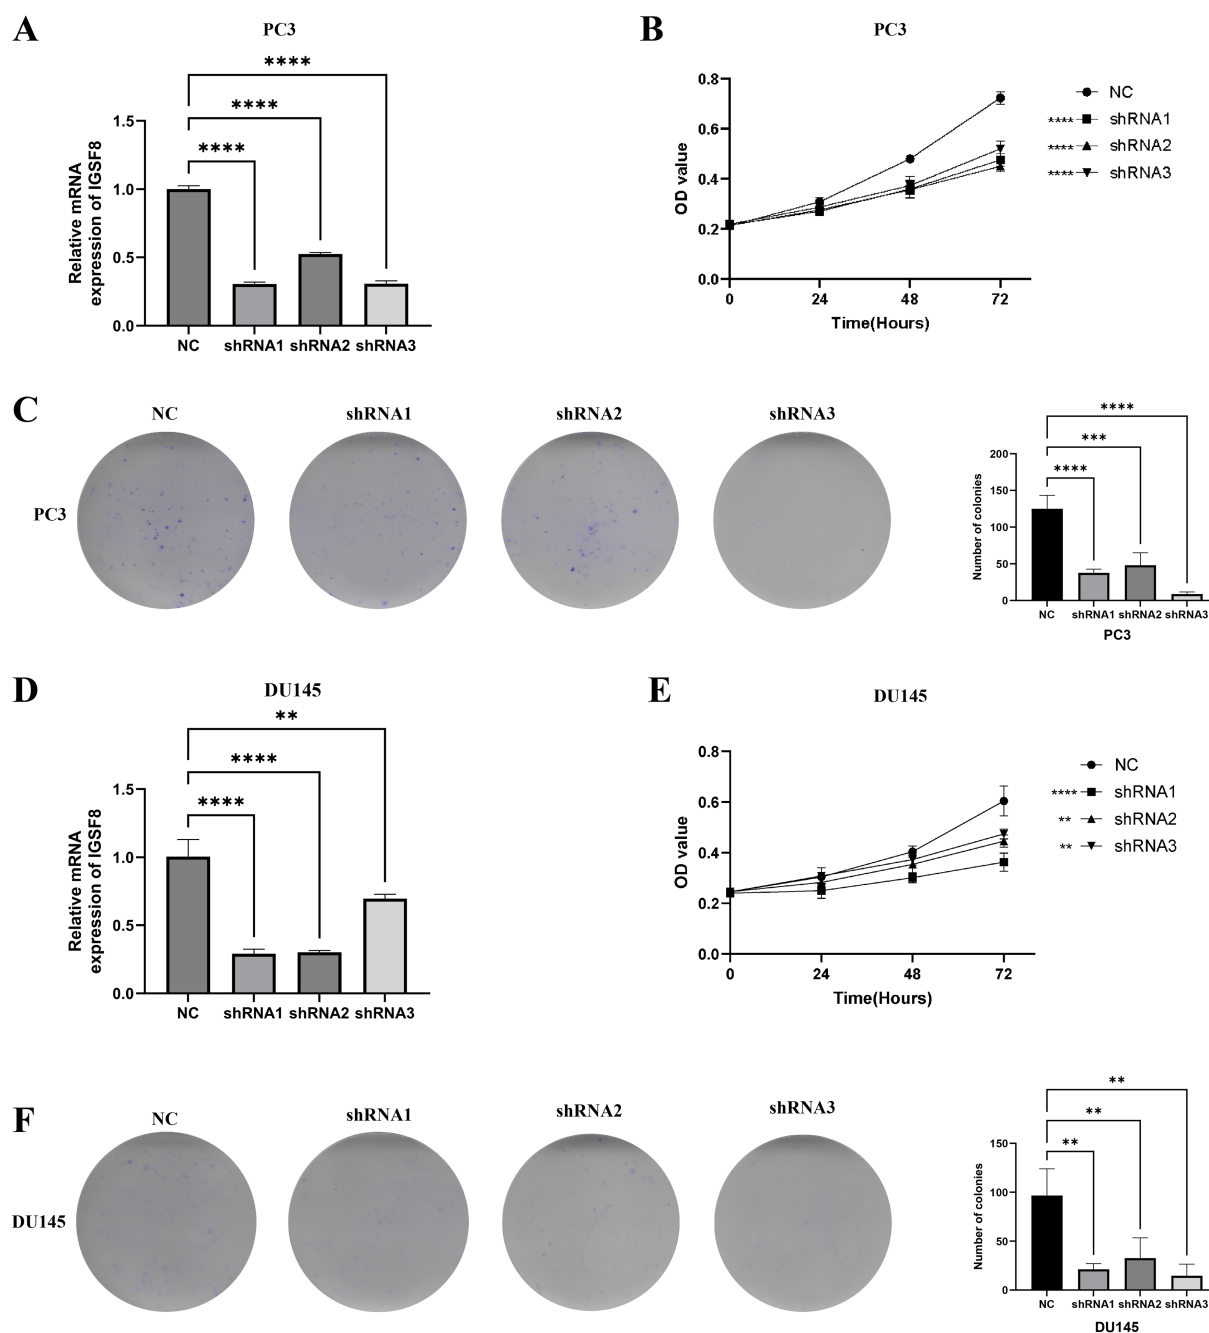 A
PC3
****
****
****
Relative mRNA
expression of IGSF8
1.5
1.0
0.5
0.0
NC shRNA1 shRNA2 shRNA3
B
PC3
OD value
0.8
0.6
0.4
0.2
0.0
0 24 48 72
Time(Hours)
NC
**** shRNA1
**** shRNA2
**** shRNA3
C
NC shRNA1 shRNA2 shRNA3
PC3
****
***
****
Number of colonies
200
150
100
50
0
NC shRNA1 shRNA2 shRNA3
PC3
D
DU145
**
****
****
Relative mRNA
expression of IGSF8
1.5
1.0
0.5
0.0
NC shRNA1 shRNA2 shRNA3
E
DU145
OD value
0.8
0.6
0.4
0.2
0.0
0 24 48 72
Time(Hours)
NC
**** shRNA1
** shRNA2
** shRNA3
F
NC shRNA1 shRNA2 shRNA3
DU145
**
**
**
Number of colonies
150
100
50
0
NC shRNA1 shRNA2 shRNA3
DU145